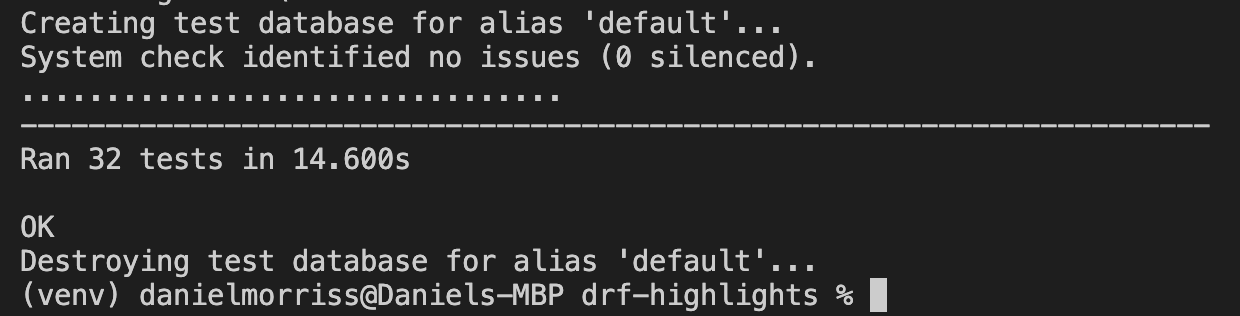 Creating test database for alias 'default'...
System check identified no issues (0 silenced).
................................
----------------------------------------------------------------------
Ran 32 tests in 14.600s
OK
Destroying test database for alias 'default'...
(venv) danielmorriss@Daniels-MBP drf-highlights %